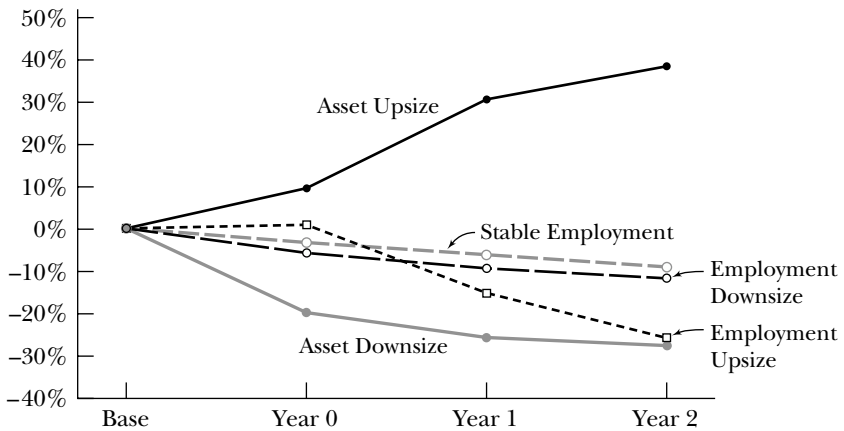 50%
40%
30%
Asset Upsize
20%
10%
0%
Stable Employment
–10%
Employment
Downsize
–20%
Employment
Upsize
–30%
Asset Downsize
–40%
Base
Year 0
Year 1
Year 2